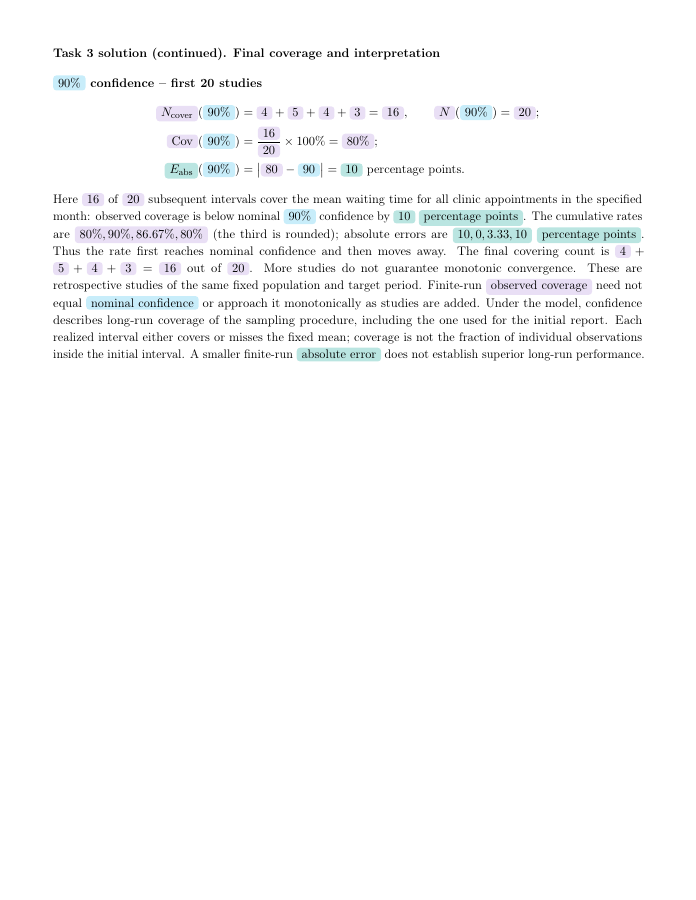 Task 3 solution (continued). Final coverage and interpretation
90% confidence – first 20 studies
N_cover(90%) = 4 + 5 + 4 + 3 = 16, N(90%) = 20;
Cov(90%) = 16/20 × 100% = 80%;
E_abs(90%) = |80 − 90| = 10 percentage points.
Here 16 of 20 subsequent intervals cover the mean waiting time for all clinic appointments in the specified
month: observed coverage is below nominal 90% confidence by 10 percentage points. The cumulative rates
are 80%, 90%, 86.67%, 80% (the third is rounded); absolute errors are 10, 0, 3.33, 10 percentage points.
Thus the rate first reaches nominal confidence and then moves away. The final covering count is 4 +
5 + 4 + 3 = 16 out of 20. More studies do not guarantee monotonic convergence. These are
retrospective studies of the same fixed population and target period. Finite-run observed coverage need not
equal nominal confidence or approach it monotonically as studies are added. Under the model, confidence
describes long-run coverage of the sampling procedure, including the one used for the initial report. Each
realized interval either covers or misses the fixed mean; coverage is not the fraction of individual observations
inside the initial interval. A smaller finite-run absolute error does not establish superior long-run performance.